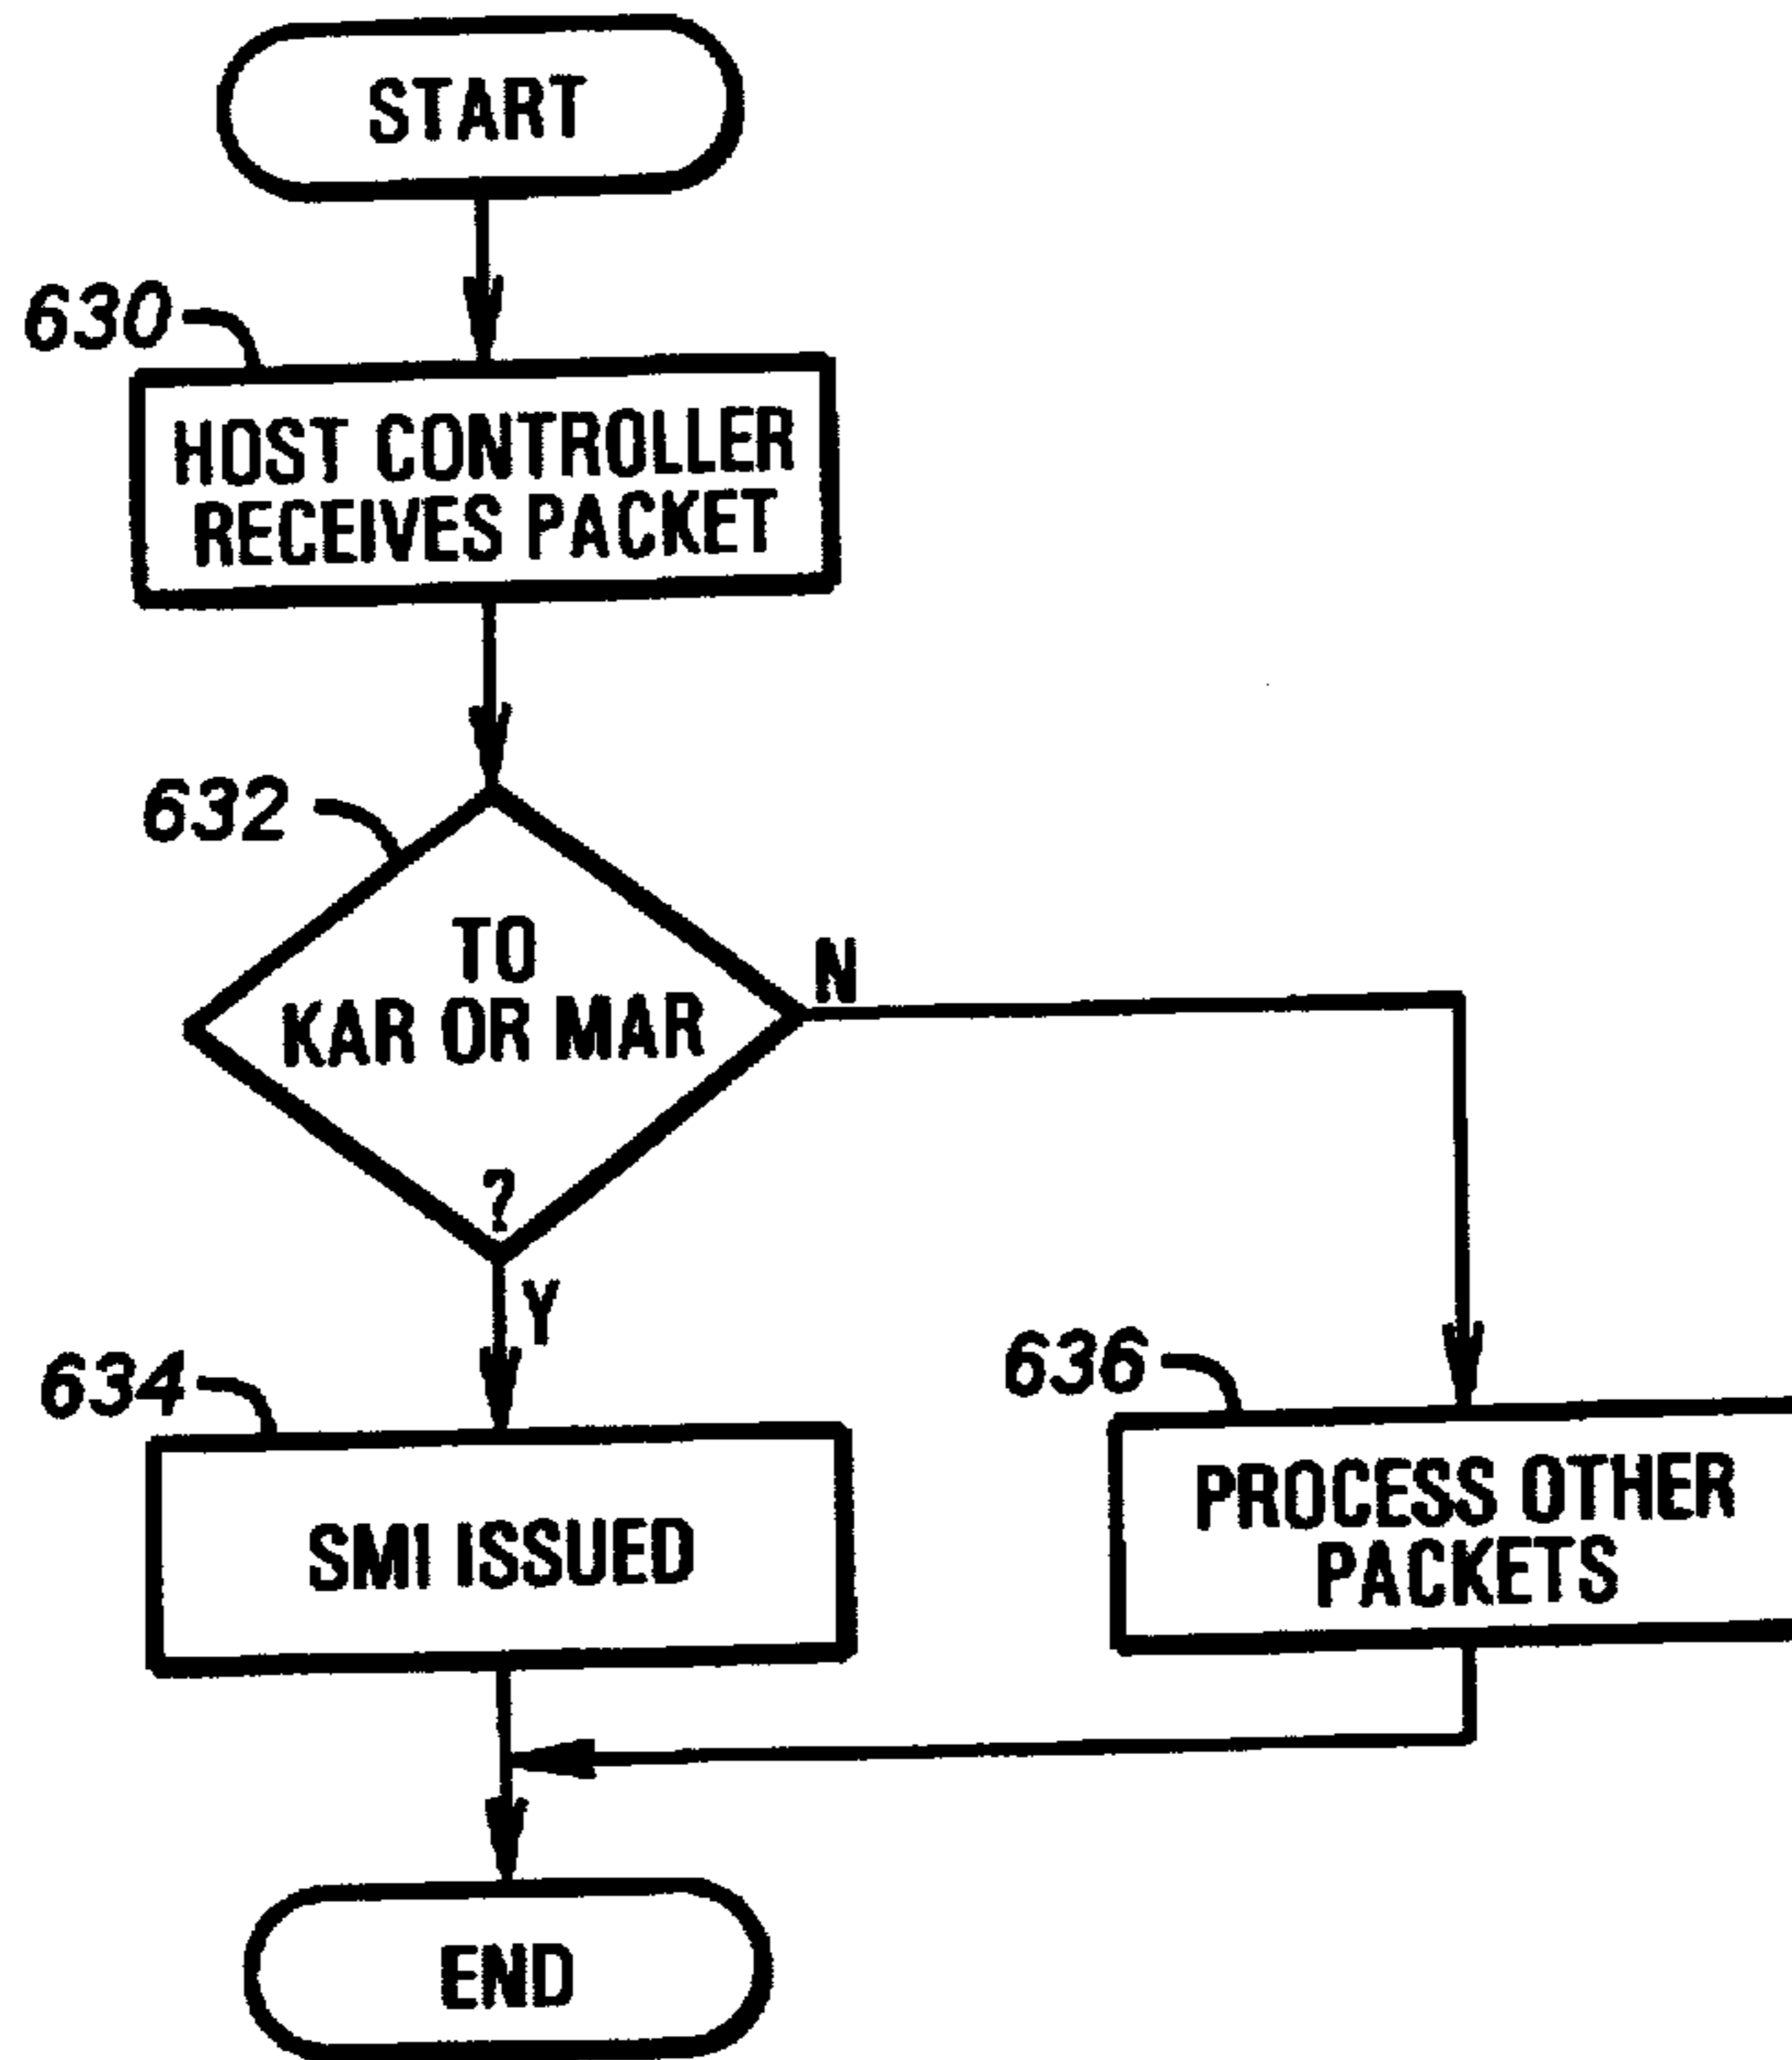 START
630
HOST CONTROLLER
RECEIVES PACKET
632
TO
KAR OR MAR
?
N
Y
634
SMI ISSUED
636
PROCESS OTHER
PACKETS
END